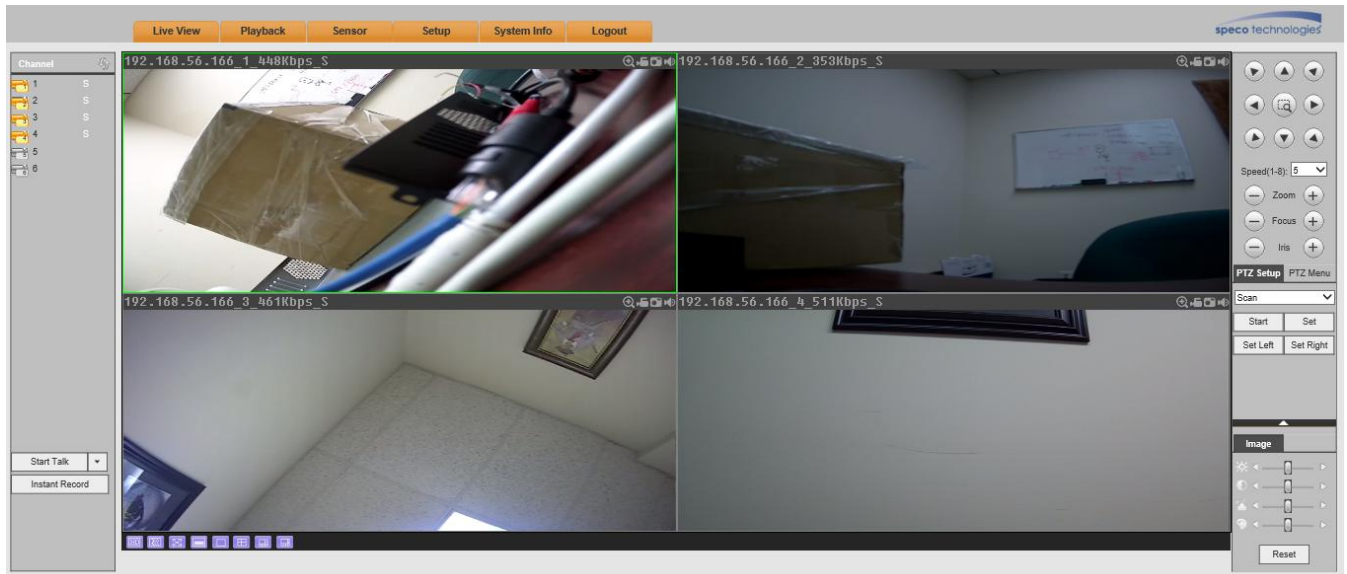 Live View Playback Sensor Setup System Info Logout
speco technologies
Channel
1 S
2 S
3 S
4 S
5
6
Start Talk
Instant Record
192.168.56.166_1_448Kbps_S
192.168.56.166_2_353Kbps_S
192.168.56.166_3_461Kbps_S
192.168.56.166_4_511Kbps_S
Speed(1-8): 5
Zoom
Focus
Iris
PTZ Setup PTZ Menu
Scan
Start Set
Set Left Set Right
Image
Reset